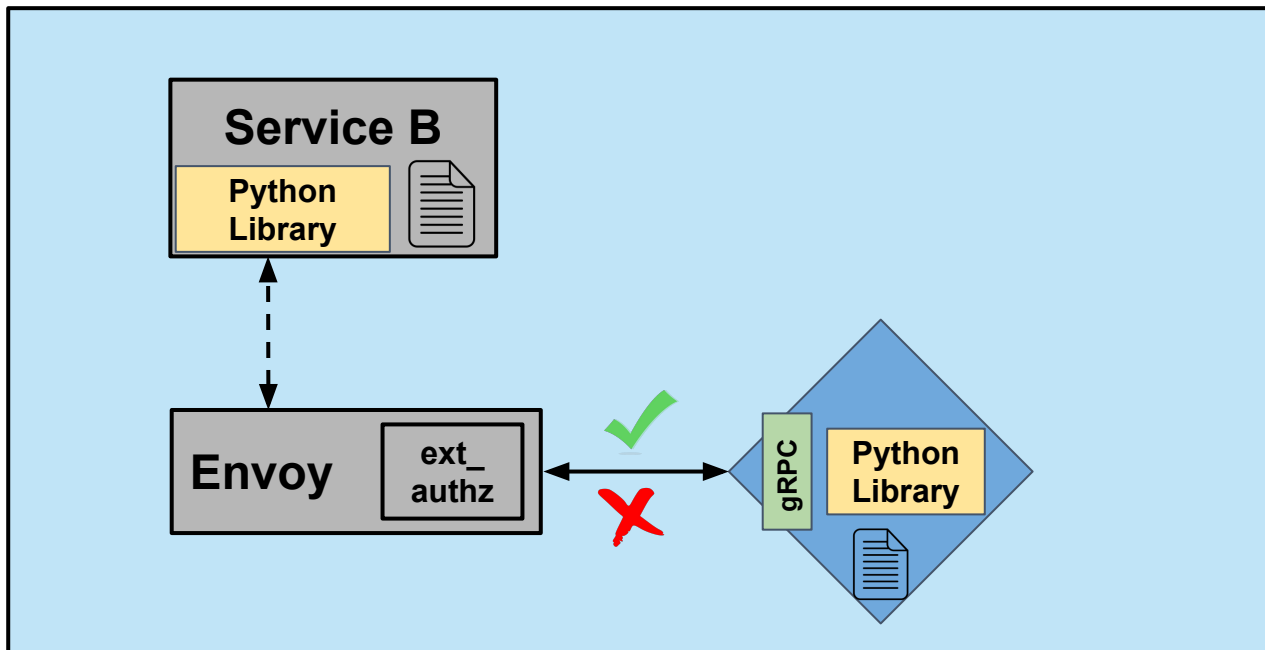 Service B
Python
Library
Envoy
ext_
authz
gRPC
Python
Library